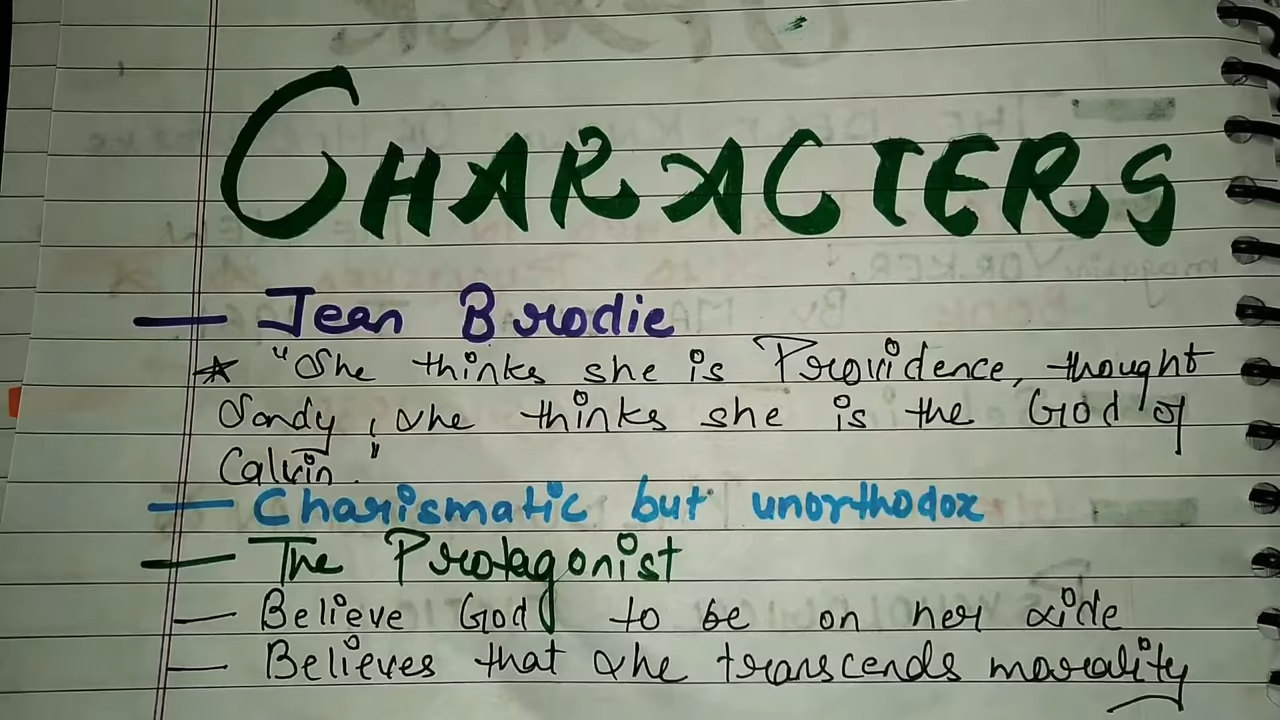 CHARACTERS
— Jean Brodie
* "She thinks she is Providence, thought
Sandy, she thinks she is the God of
Calvin."
— Charismatic but unorthodox
— The Protagonist
— Believe God to be on her side
— Believes that she transcends morality